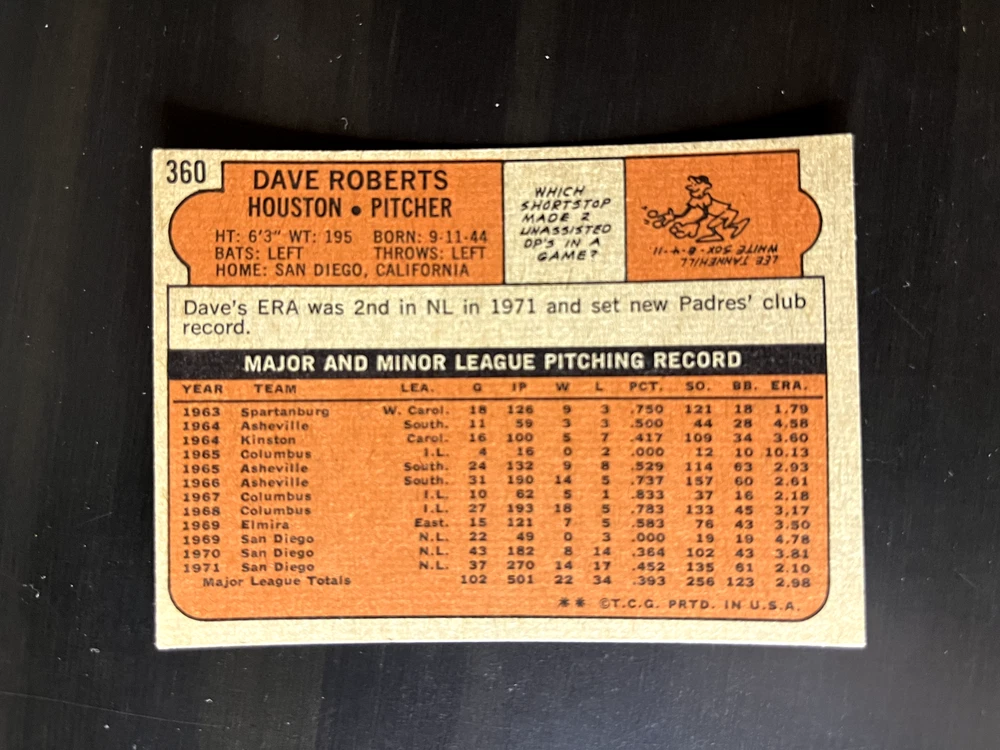 360
DAVE ROBERTS
HOUSTON • PITCHER
HT: 6'3" WT: 195 BORN: 9-11-44
BATS: LEFT THROWS: LEFT
HOME: SAN DIEGO, CALIFORNIA
WHICH
SHORTSTOP
MADE 2
UNASSISTED
DP'S IN A
GAME?
LEE TANNEHILL
WHITE SOX - 8-4-11
Dave's ERA was 2nd in NL in 1971 and set new Padres' club
record.
MAJOR AND MINOR LEAGUE PITCHING RECORD
YEAR TEAM LEA. G IP W L PCT. SO. BB. ERA.
1963 Spartanburg W. Carol. 18 126 9 3 .750 121 18 1.79
1964 Asheville South. 11 59 3 3 .500 44 28 4.58
1964 Kinston Carol. 16 100 5 7 .417 109 34 3.60
1965 Columbus I.L. 4 16 0 2 .000 12 10 10.13
1965 Asheville South. 24 132 9 8 .529 114 63 2.93
1966 Asheville South. 31 190 14 5 .737 157 60 2.61
1967 Columbus I.L. 10 62 5 1 .833 37 16 2.18
1968 Columbus I.L. 27 193 18 5 .783 133 45 3.17
1969 Elmira East. 15 121 7 5 .583 76 43 3.50
1969 San Diego N.L. 22 49 0 3 .000 19 19 4.78
1970 San Diego N.L. 43 182 8 14 .364 102 43 3.81
1971 San Diego N.L. 37 270 14 17 .452 135 61 2.10
Major League Totals 102 501 22 34 .393 256 123 2.98
** ©T.C.G. PRTD. IN U.S.A.